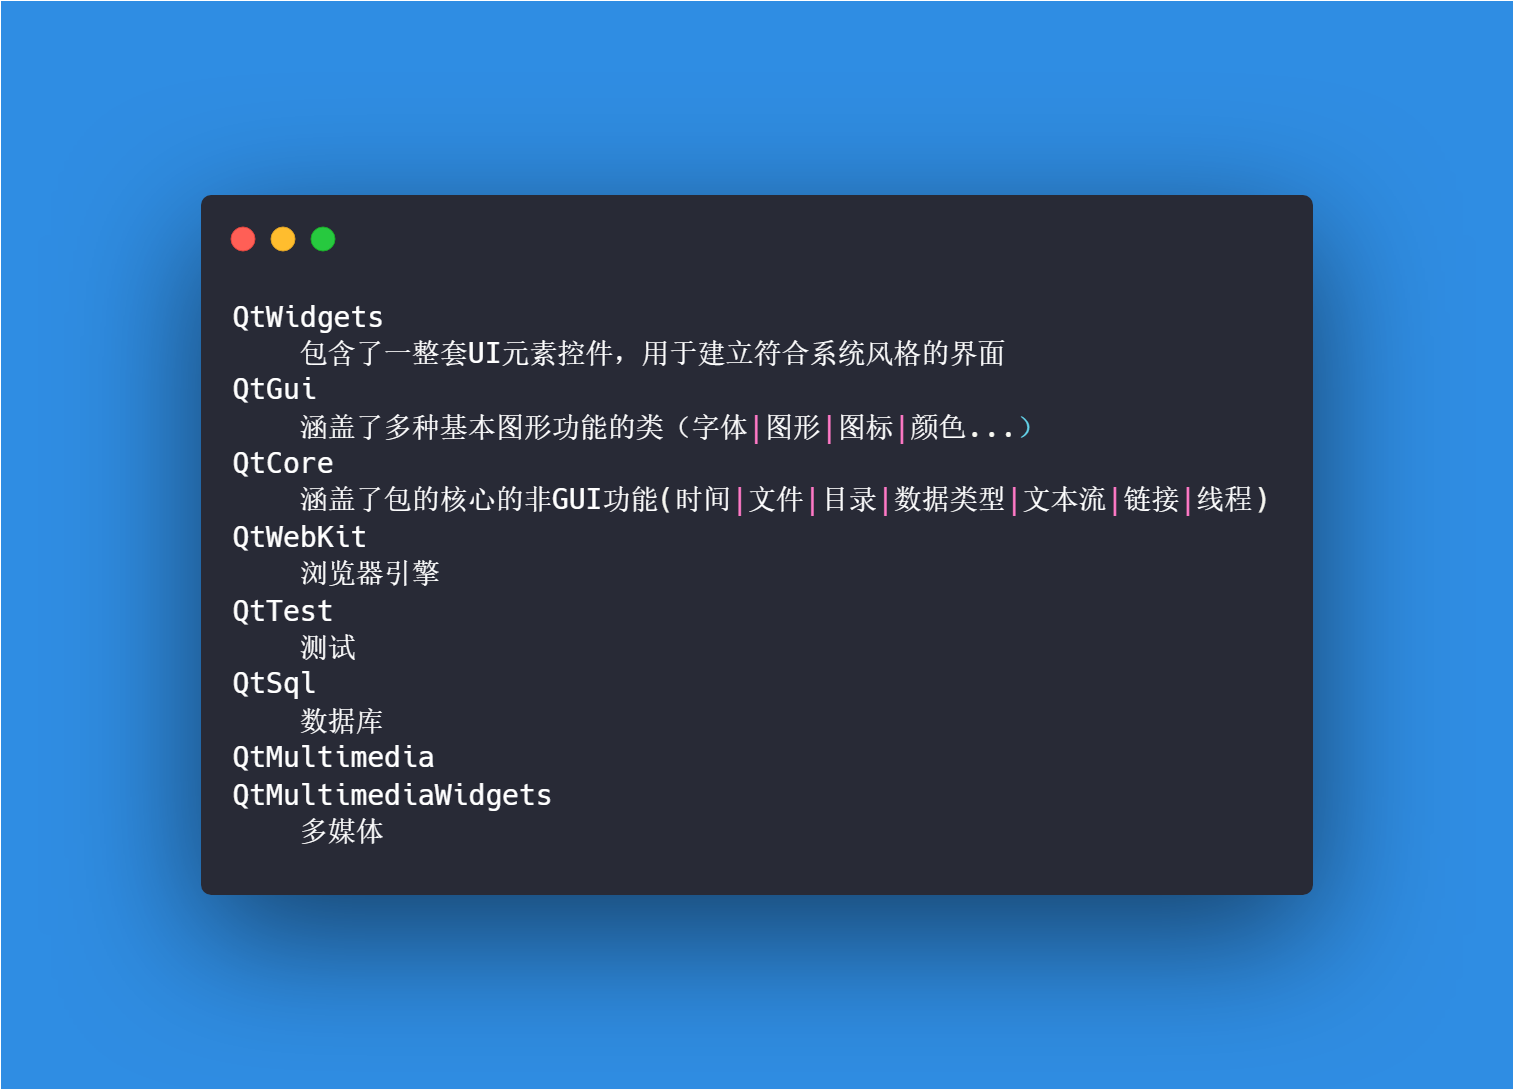 QtWidgets
包含了一整套UI元素控件，用于建立符合系统风格的界面
QtGui
涵盖了多种基本图形功能的类（字体|图形|图标|颜色...）
QtCore
涵盖了包的核心的非GUI功能(时间|文件|目录|数据类型|文本流|链接|线程)
QtWebKit
浏览器引擎
QtTest
测试
QtSql
数据库
QtMultimedia
QtMultimediaWidgets
多媒体